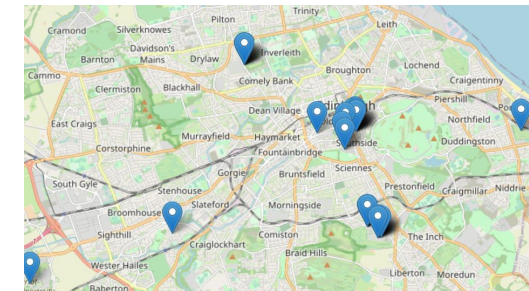 Trinity
Pilton
Leith
Cramond
Silverknowes
Davidson's
Mains
Drylaw
Inverleith
Barnton
Broughton
Lochend
Cammo
Comely Bank
Craigentinny
Clermiston
Blackhall
Dean Village
Piershill
East Craigs
Northfield
Murrayfield
Haymarket
Duddingston
Corstorphine
Fountainbridge
Southside
Gorgie
Sciennes
South Gyle
Bruntsfield
Prestonfield
Craigmillar
Niddrie
Stenhouse
Broomhouse
Slateford
Morningside
Sighthill
Craiglockhart
Comiston
The Inch
Braid Hills
Wester Hailes
Liberton
Moredun
Baberton